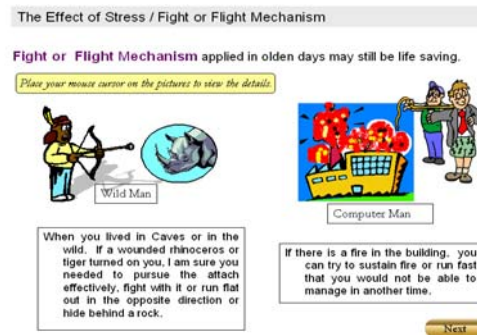 The Effect of Stress / Fight or Flight Mechanism
Fight or Flight Mechanism applied in olden days may still be life saving.
Place your mouse cursor on the pictures to view the details.
Wild Man
Computer Man
When you lived in Caves or in the
wild. If a wounded rhinoceros or
tiger turned on you, I am sure you
needed to pursue the attach
effectively, fight with it or run flat
out in the opposite direction or
hide behind a rock.
If there is a fire in the building, you
can try to sustain fire or run fast
that you would not be able to
manage in another time.
Next